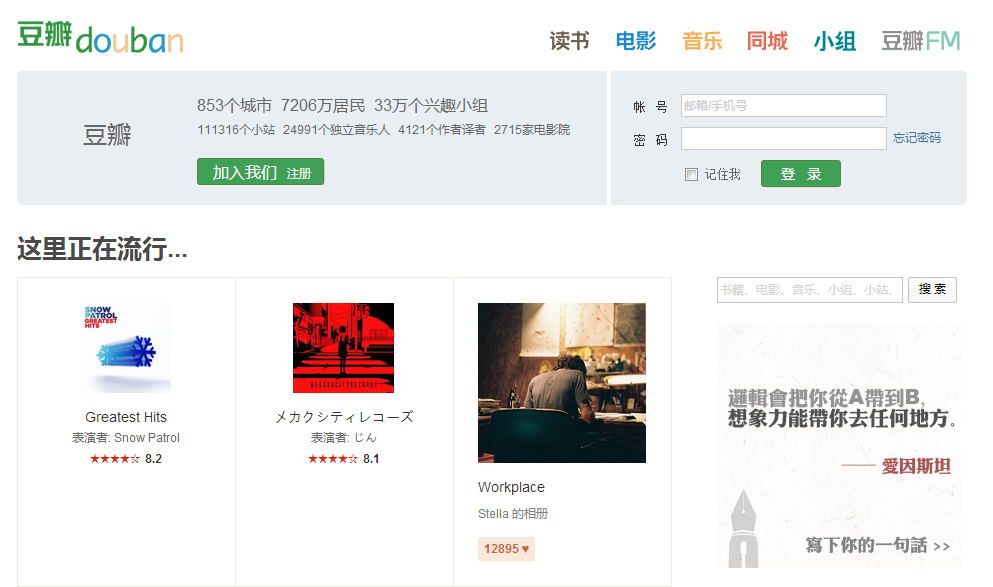 豆瓣douban
读书 电影 音乐 同城 小组 豆瓣FM
豆瓣
853个城市 7206万居民 33万个兴趣小组
111316个小站 24991个独立音乐人 4121个作者译者 2715家电影院
加入我们 注册
帐 号 邮箱/手机号
密 码 忘记密码
记住我 登 录
这里正在流行...
SNOW
PATROL
GREATEST
HITS
Greatest Hits
表演者: Snow Patrol
★★★★☆ 8.2
MEKAKUCITYRECORDS
メカクシティレコーズ
表演者: じん
★★★★☆ 8.1
Workplace
Stella 的相册
12895 ♥
书籍、电影、音乐、小组、小站、 搜 索
邏輯會把你從A帶到B,
想象力能帶你去任何地方。
—— 愛因斯坦
寫下你的一句話 >>